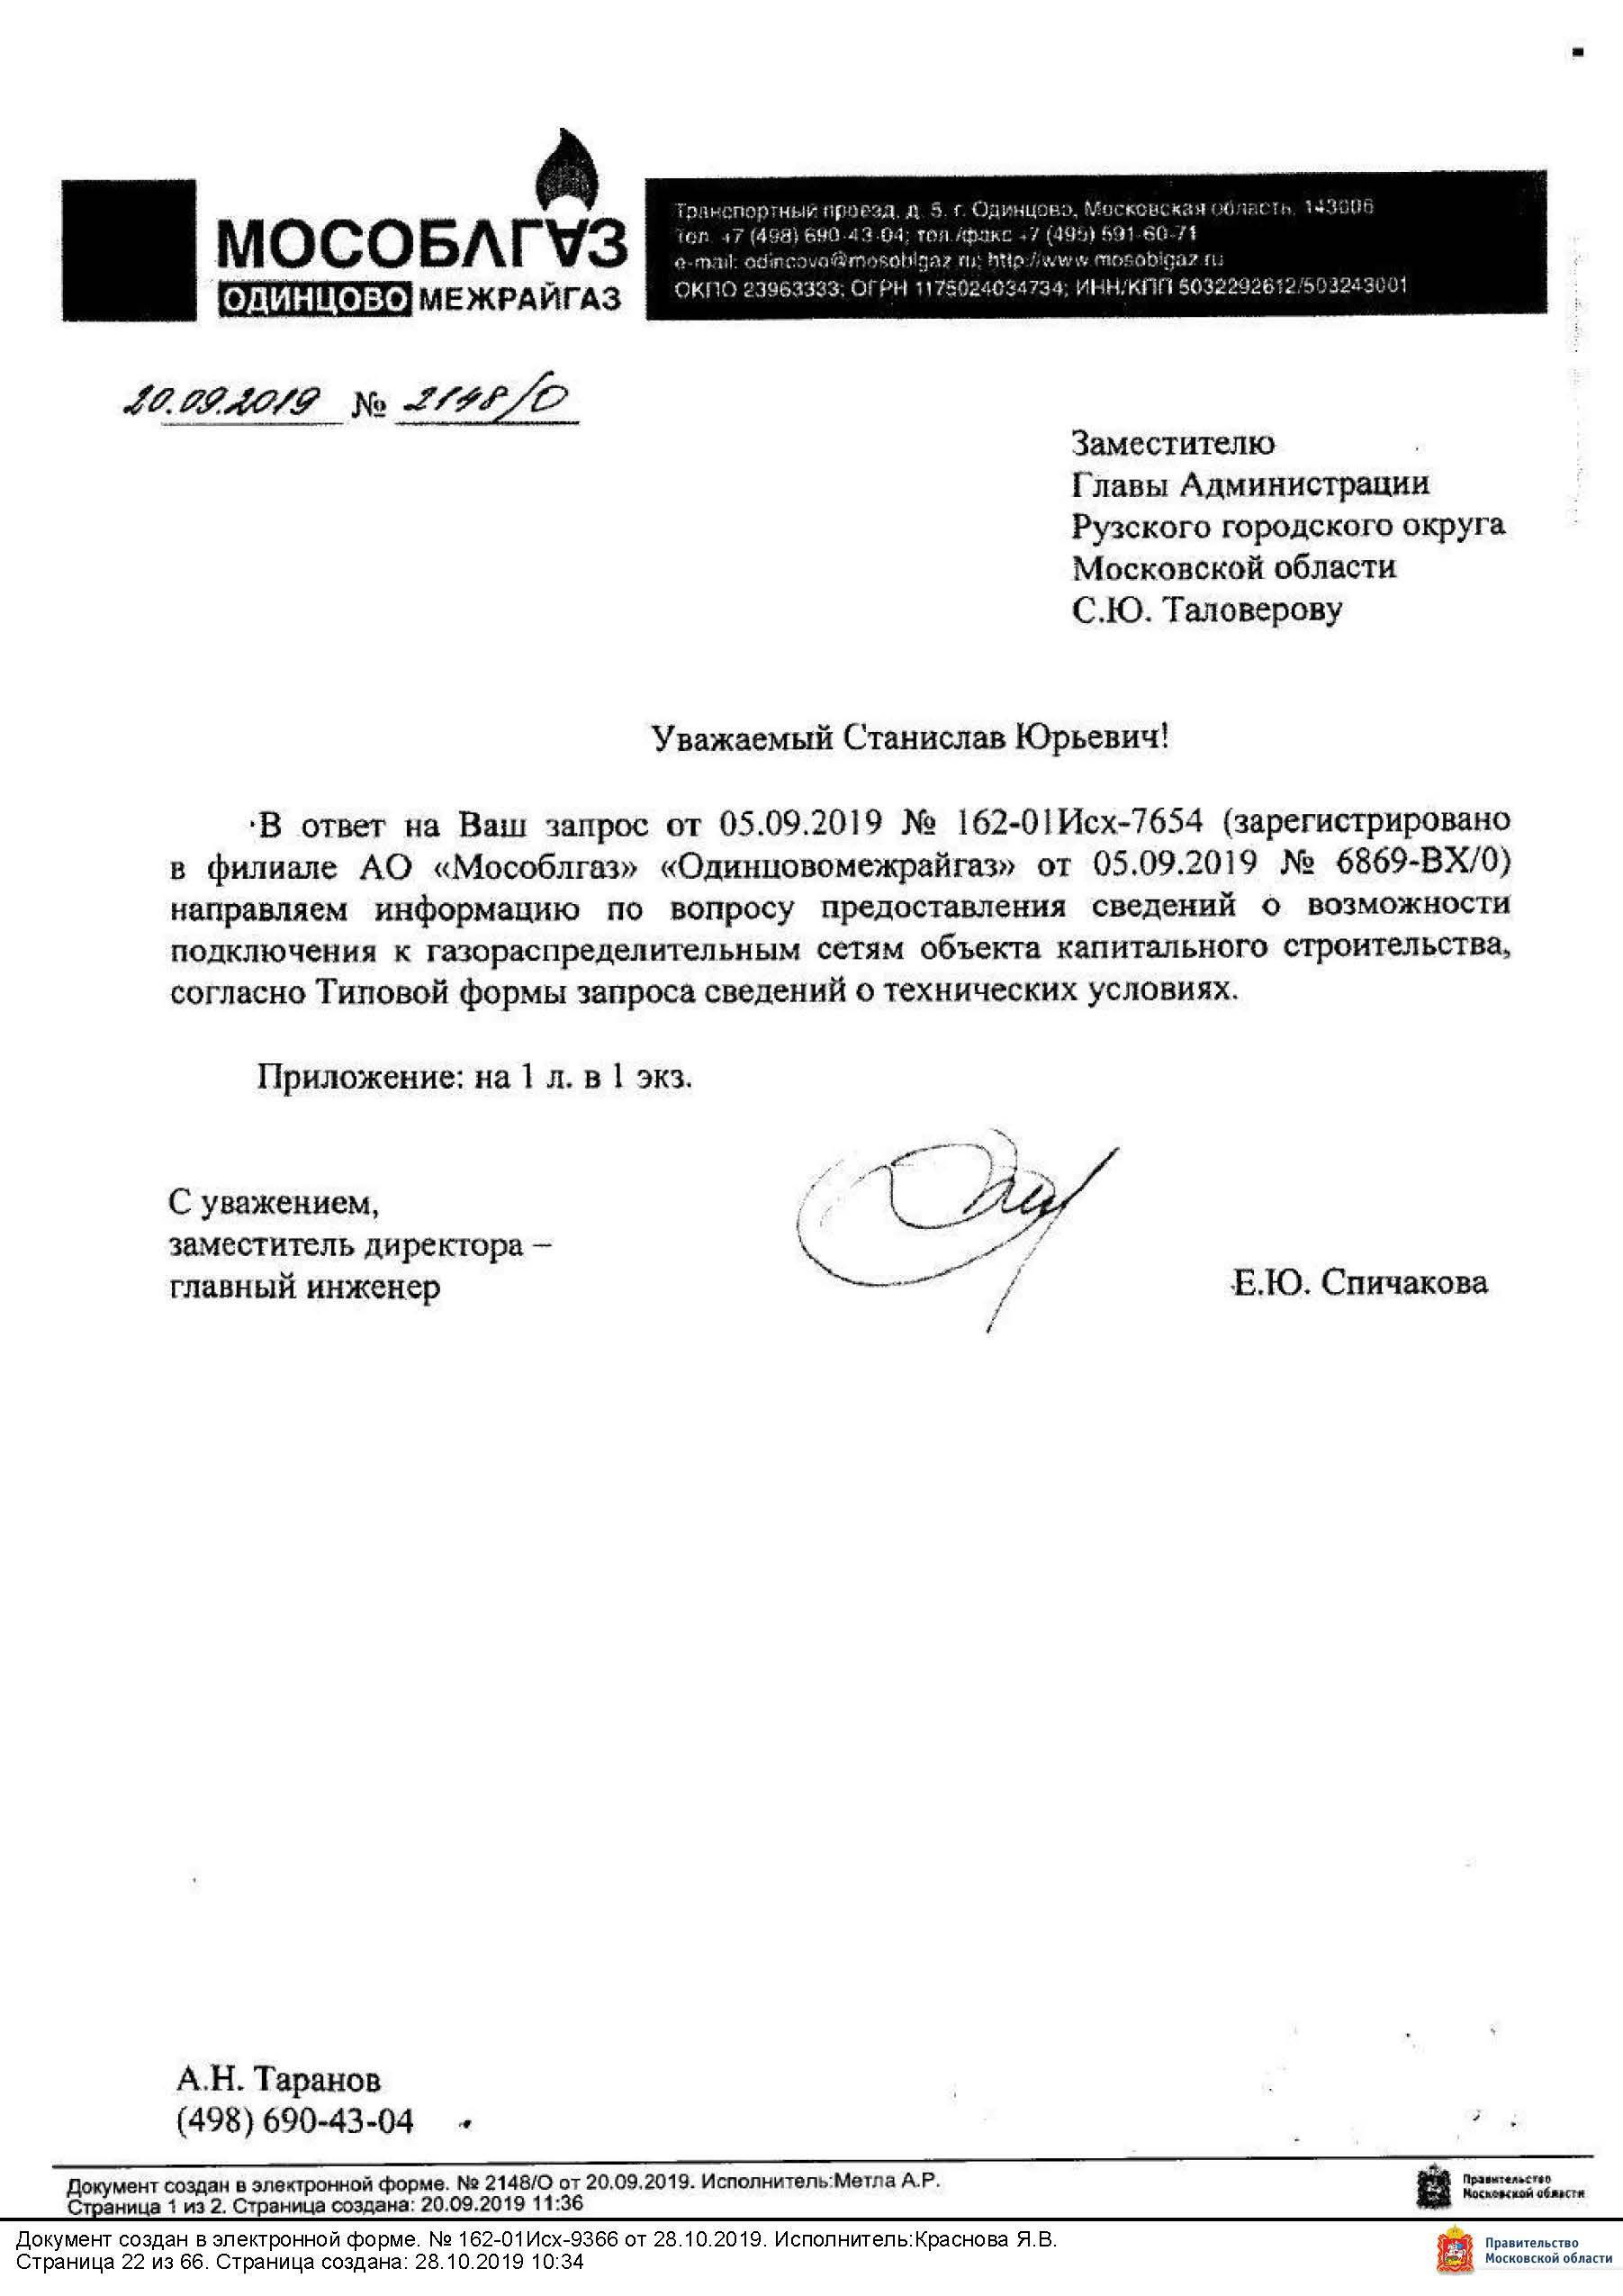 МОСОБЛГАЗ
ОДИНЦОВО МЕЖРАЙГАЗ
Транспортный проезд, д. 5, г. Одинцово, Московская область, 143006
Тел. +7 (498) 690-43-04; тел./факс +7 (495) 591-60-71
e-mail: odincovo@mosoblgaz.ru; http://www.mosoblgaz.ru
ОКПО 23963333; ОГРН 1175024034734; ИНН/КПП 5032292612/503243001
20.09.2019 № 2148/О
Заместителю
Главы Администрации
Рузского городского округа
Московской области
С.Ю. Таловерову
Уважаемый Станислав Юрьевич!
В ответ на Ваш запрос от 05.09.2019 № 162-01Исх-7654 (зарегистрировано
в филиале АО «Мособлгаз» «Одинцовомежрайгаз» от 05.09.2019 № 6869-ВХ/0)
направляем информацию по вопросу предоставления сведений о возможности
подключения к газораспределительным сетям объекта капитального строительства,
согласно Типовой формы запроса сведений о технических условиях.
Приложение: на 1 л. в 1 экз.
С уважением,
заместитель директора –
главный инженер
Е.Ю. Спичакова
А.Н. Таранов
(498) 690-43-04
Документ создан в электронной форме. № 2148/О от 20.09.2019. Исполнитель:Метла А.Р.
Страница 1 из 2. Страница создана: 20.09.2019 11:36
Правительство
Московской области
Документ создан в электронной форме. № 162-01Исх-9366 от 28.10.2019. Исполнитель:Краснова Я.В.
Страница 22 из 66. Страница создана: 28.10.2019 10:34
Правительство
Московской области